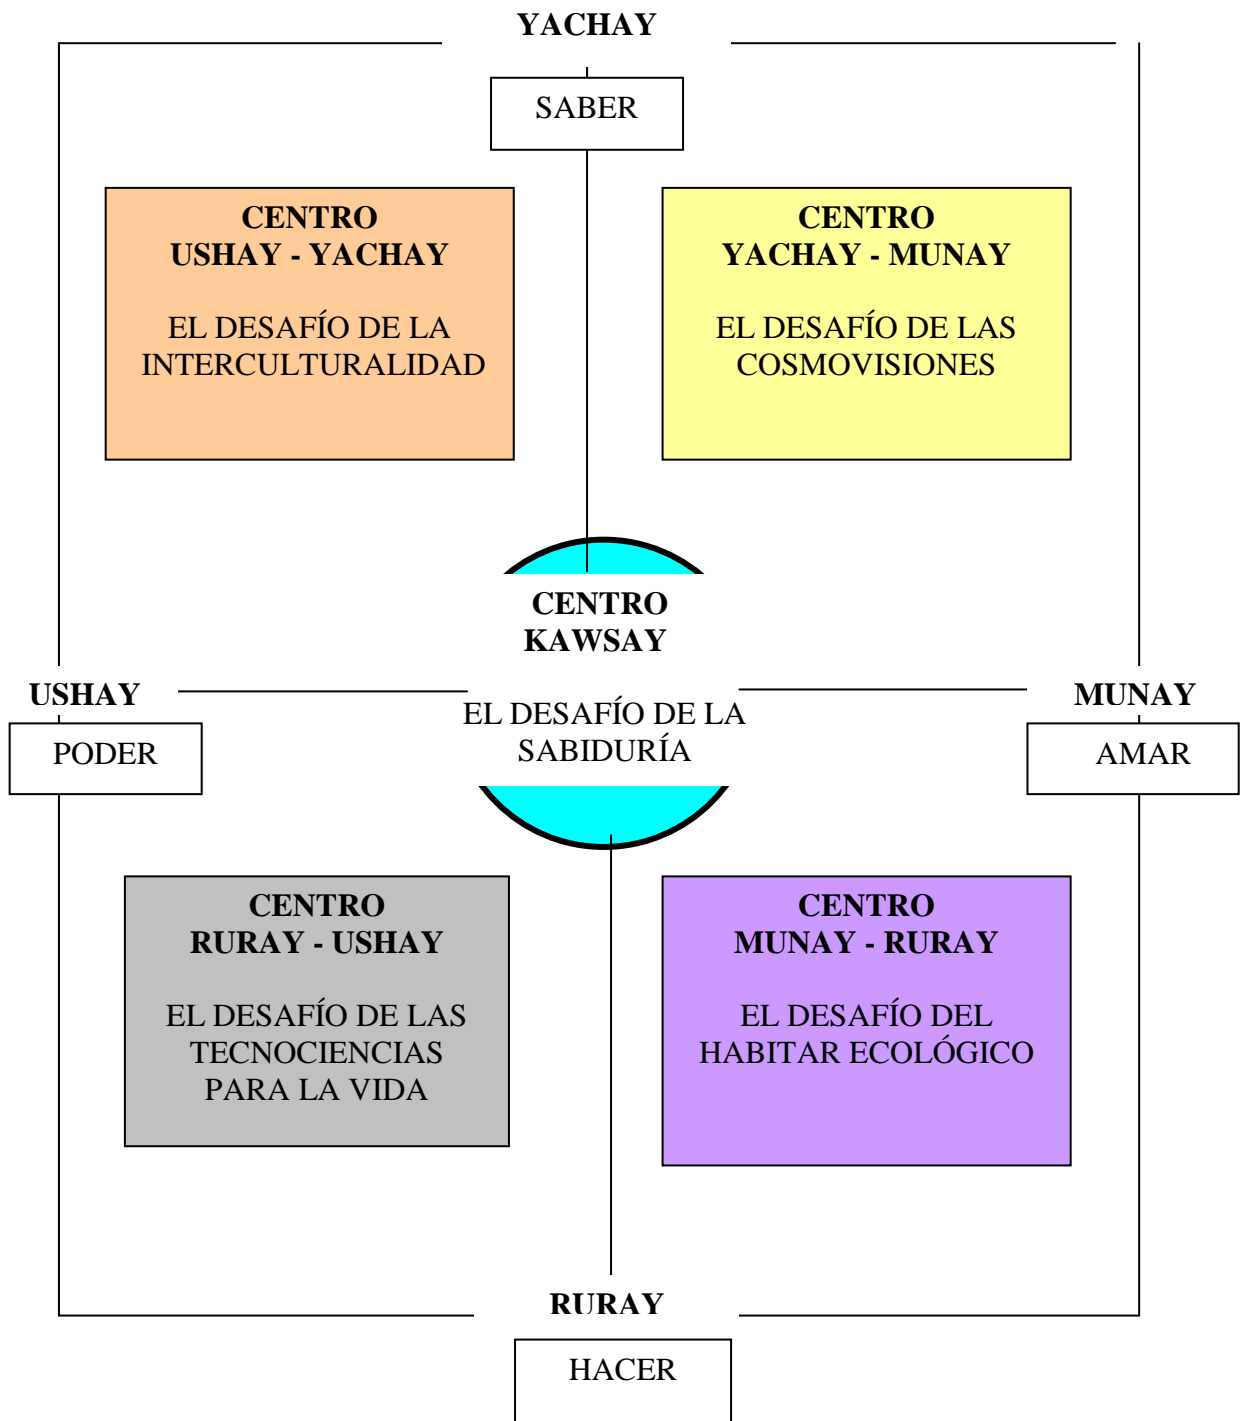 YACHAY
SABER
CENTRO
USHAY - YACHAY
EL DESAFÍO DE LA
INTERCULTURALIDAD
CENTRO
YACHAY - MUNAY
EL DESAFÍO DE LAS
COSMOVISIONES
CENTRO
KAWSAY
EL DESAFÍO DE LA
SABIDURÍA
USHAY
PODER
MUNAY
AMAR
CENTRO
RURAY - USHAY
EL DESAFÍO DE LAS
TECNOCIENCIAS
PARA LA VIDA
CENTRO
MUNAY - RURAY
EL DESAFÍO DEL
HABITAR ECOLÓGICO
RURAY
HACER